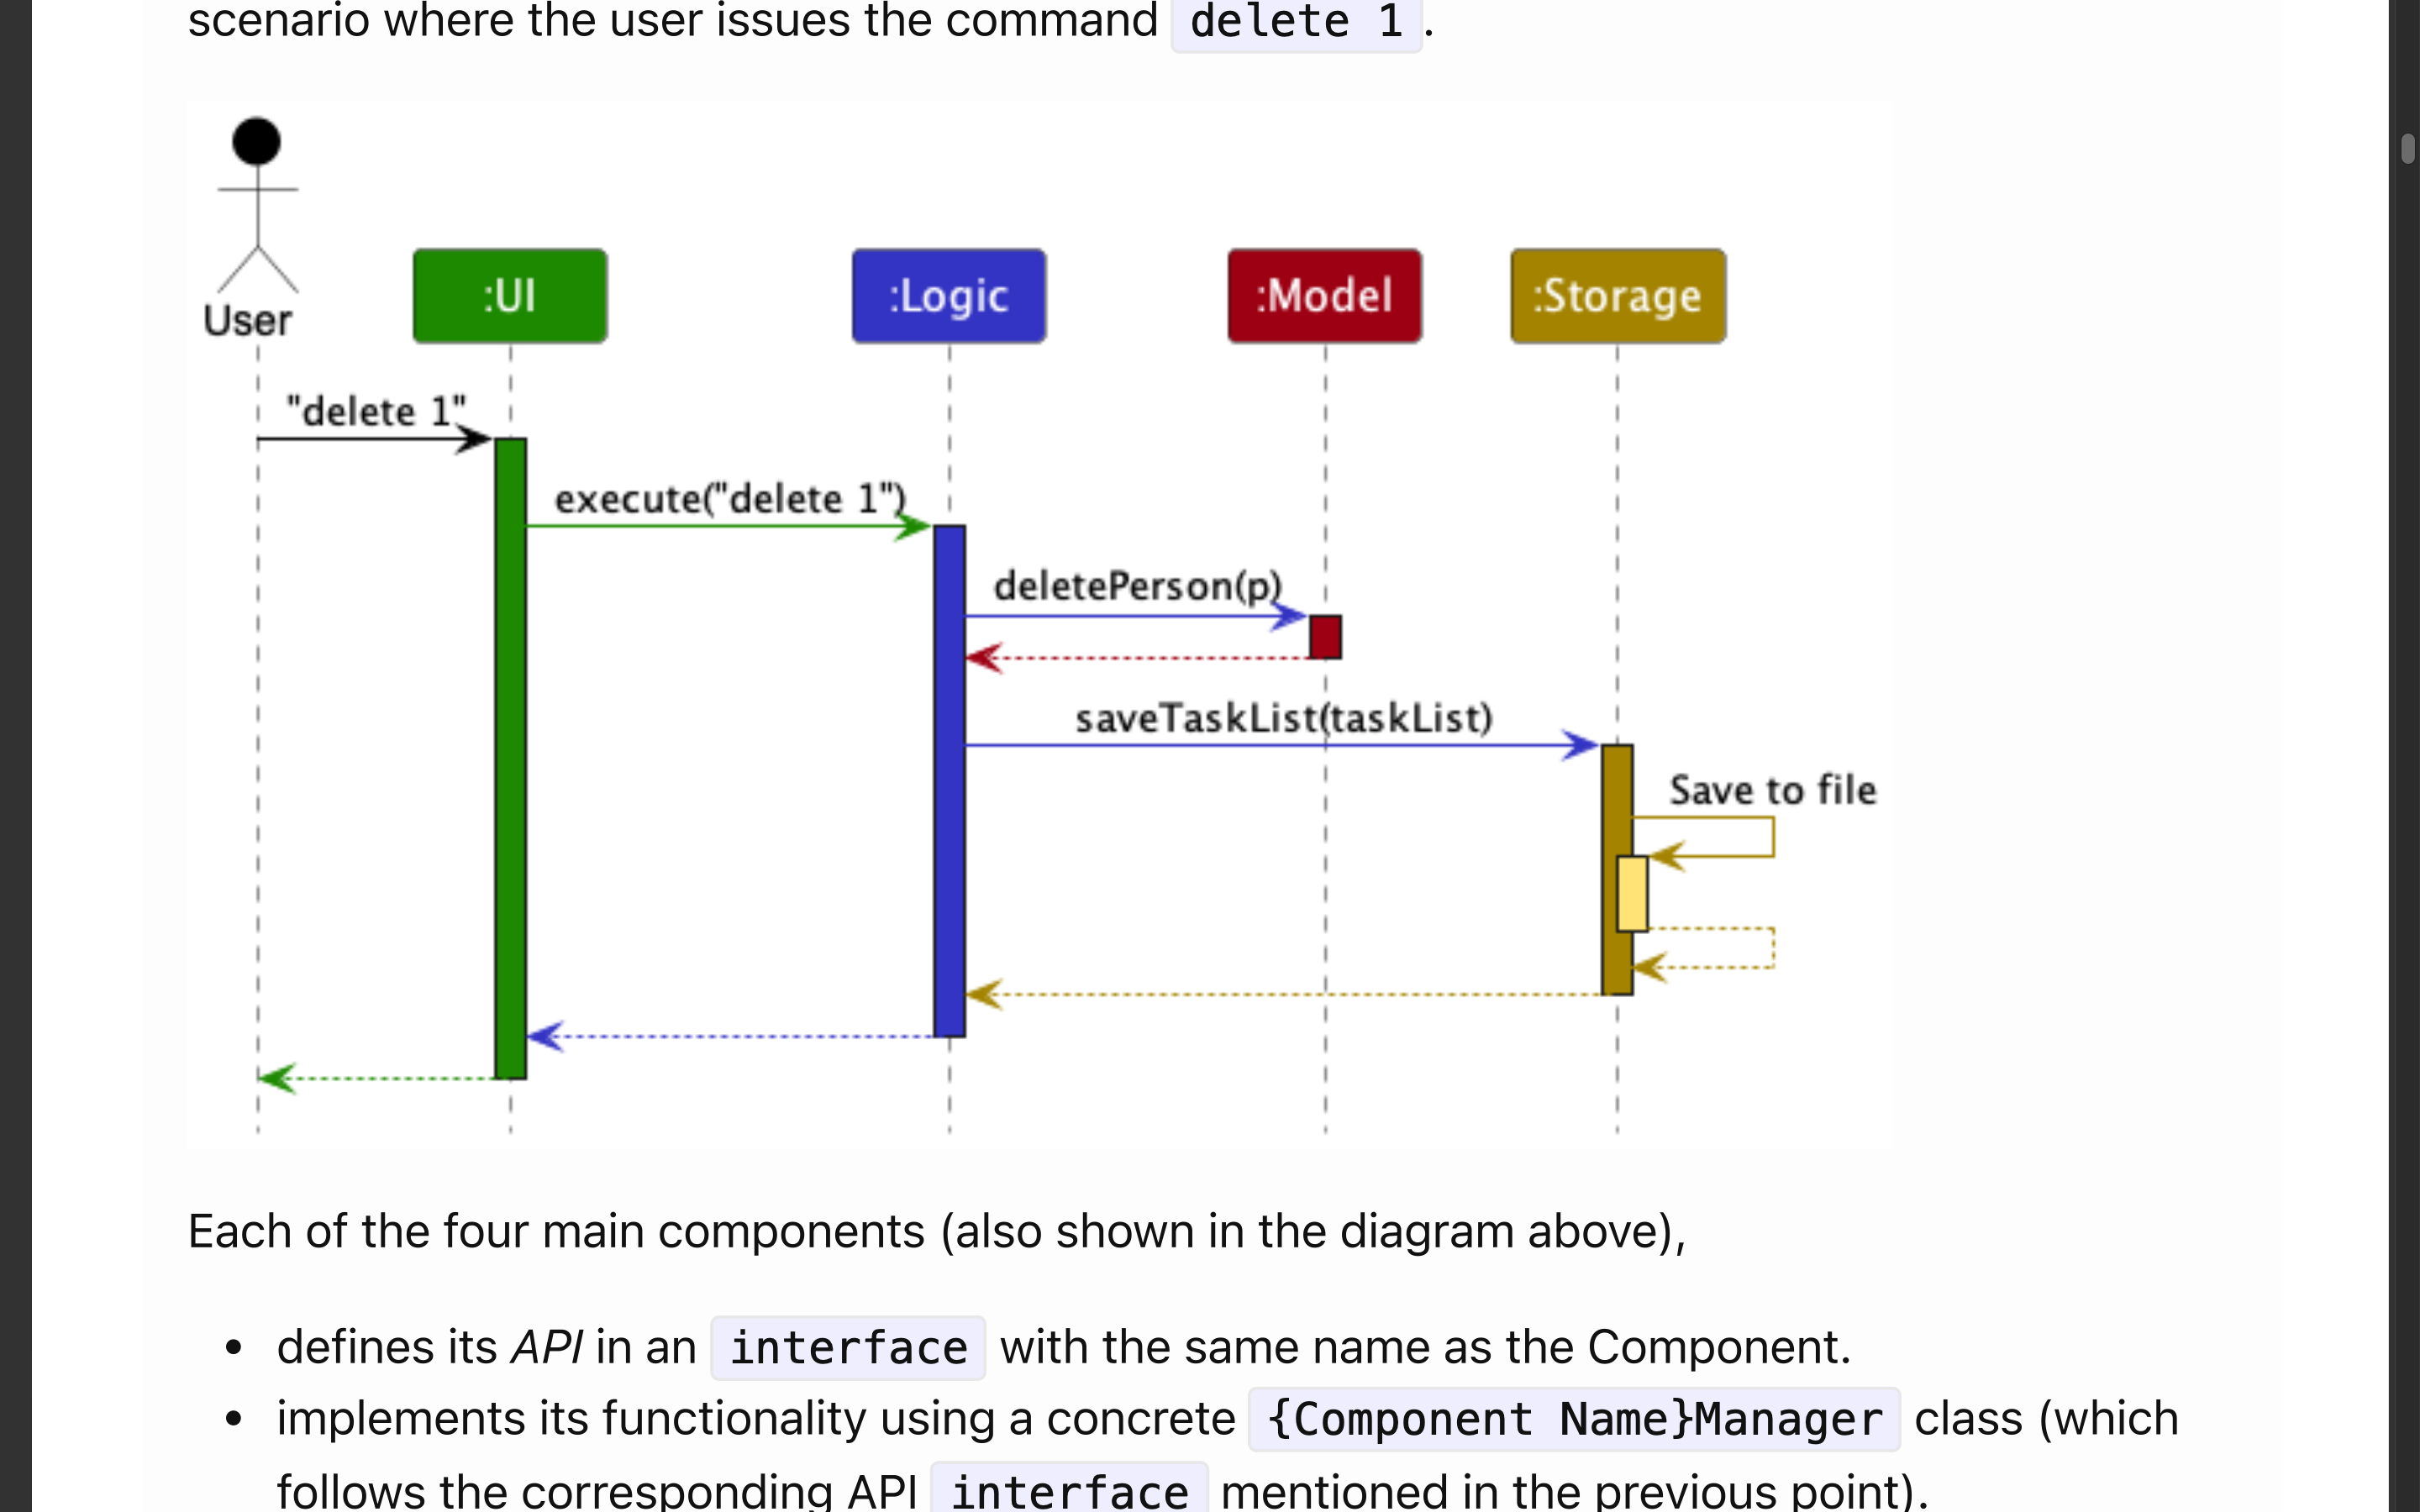 scenario where the user issues the command delete 1.
User
:UI
:Logic
:Model
:Storage
"delete 1"
execute("delete 1")
deletePerson(p)
saveTaskList(taskList)
Save to file
Each of the four main components (also shown in the diagram above),
• defines its API in an interface with the same name as the Component.
• implements its functionality using a concrete {Component Name}Manager class (which
follows the corresponding API interface mentioned in the previous point).